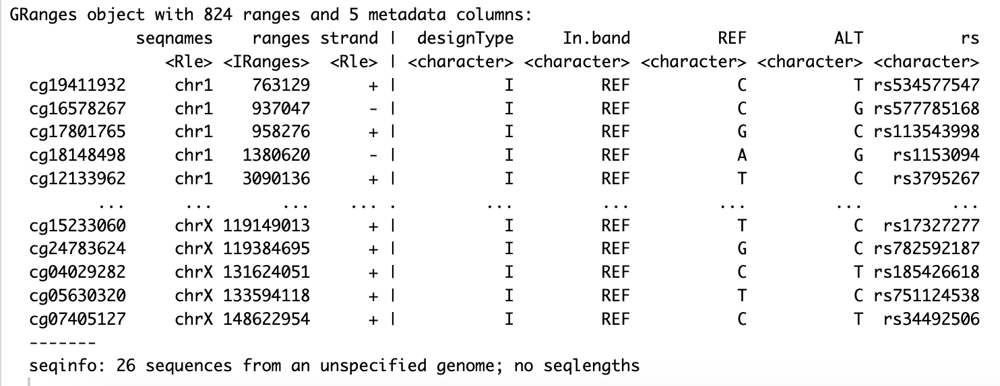 GRanges object with 824 ranges and 5 metadata columns:
seqnames ranges strand | designType In.band REF ALT rs
<Rle> <IRanges> <Rle> | <character> <character> <character> <character> <character>
cg19411932 chr1 763129 + | I REF C T rs534577547
cg16578267 chr1 937047 - | I REF C G rs577785168
cg17801765 chr1 958276 + | I REF G C rs113543998
cg18148498 chr1 1380620 - | I REF A G rs1153094
cg12133962 chr1 3090136 + | I REF T C rs3795267
... ... ... ... . ... ... ... ... ...
cg15233060 chrX 119149013 + | I REF T C rs17327277
cg24783624 chrX 119384695 + | I REF G C rs782592187
cg04029282 chrX 131624051 + | I REF C T rs185426618
cg05630320 chrX 133594118 + | I REF T C rs751124538
cg07405127 chrX 148622954 + | I REF C T rs34492506
-------
seqinfo: 26 sequences from an unspecified genome; no seqlengths